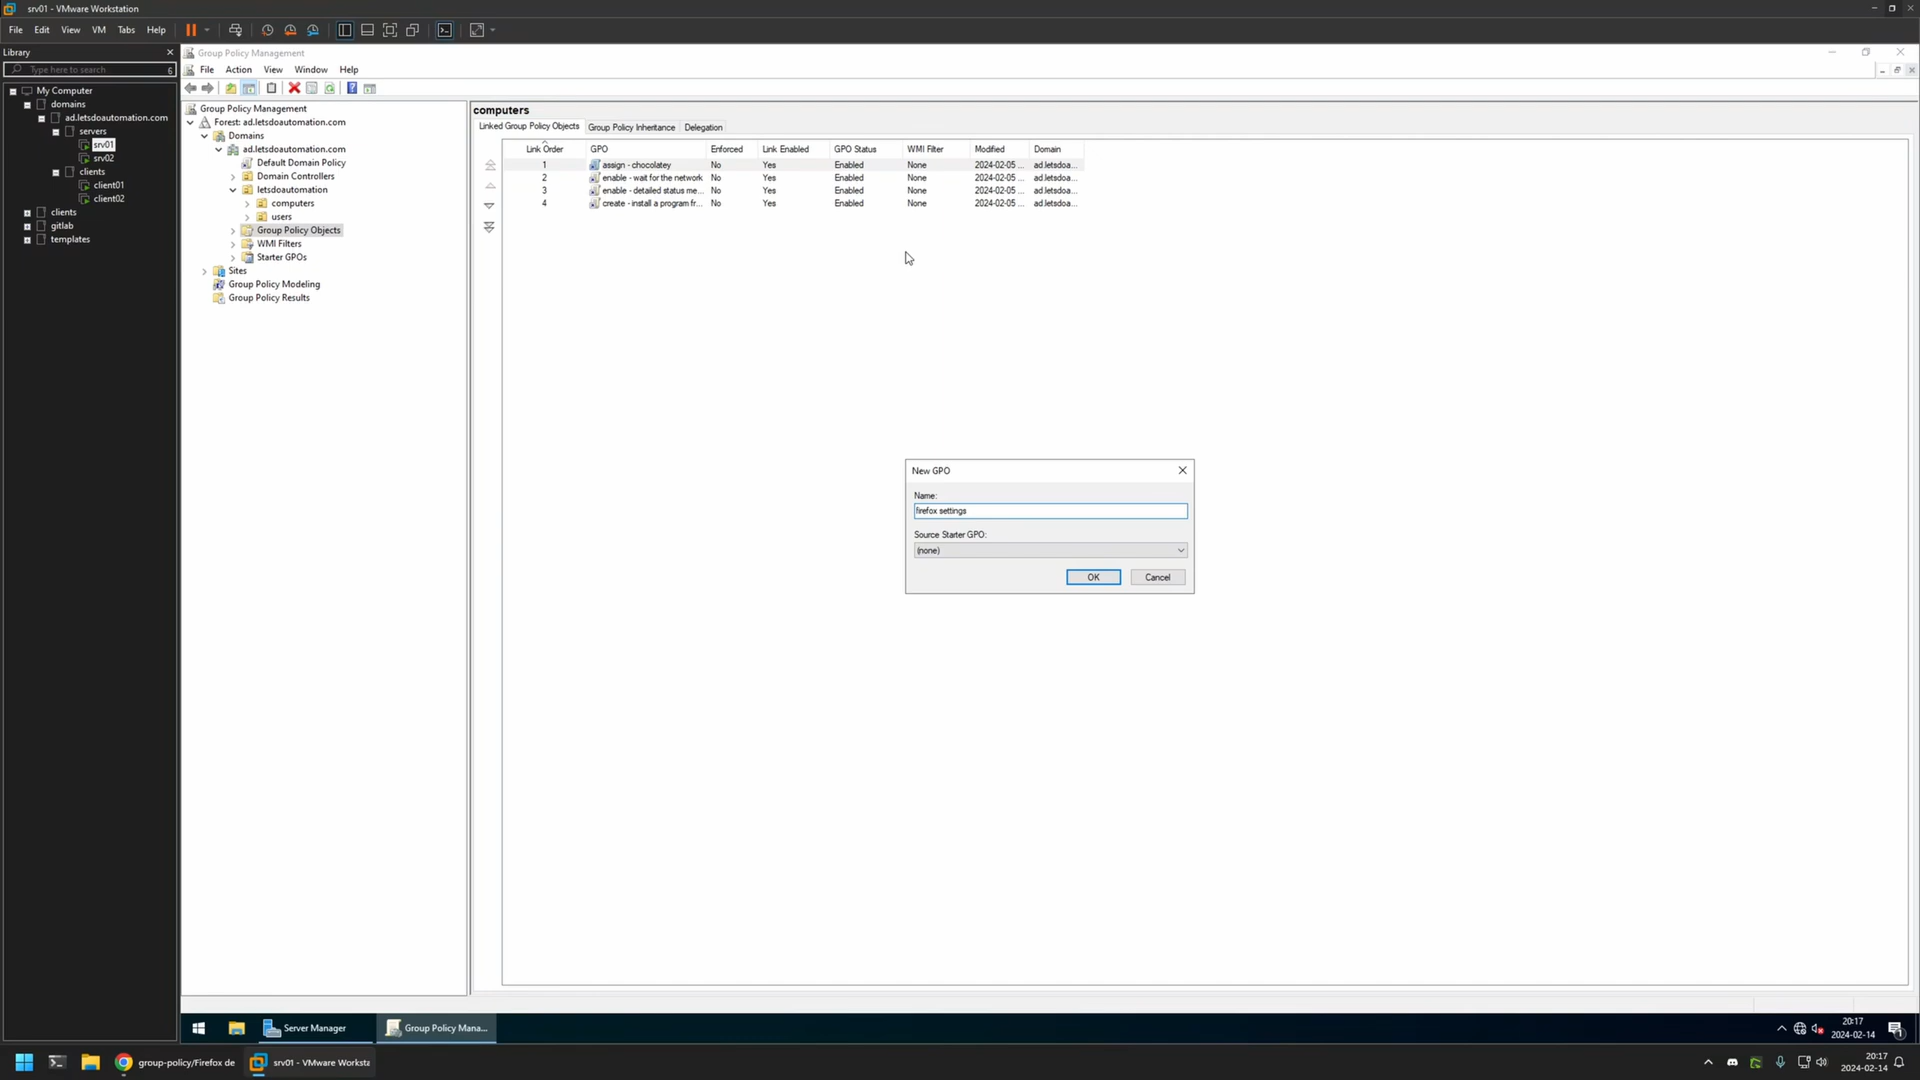 srv01 - VMware Workstation
File Edit View VM Tabs Help
Library
Type here to search
My Computer
domains
ad.letsdoautomation.com
servers
srv01
srv02
clients
client01
client02
clients
gitlab
templates
Group Policy Management
File Action View Window Help
Group Policy Management
Forest: ad.letsdoautomation.com
Domains
ad.letsdoautomation.com
Default Domain Policy
Domain Controllers
letsdoautomation
computers
users
Group Policy Objects
WMI Filters
Starter GPOs
Sites
Group Policy Modeling
Group Policy Results
computers
Linked Group Policy Objects Group Policy Inheritance Delegation
Link Order GPO Enforced Link Enabled GPO Status WMI Filter Modified Domain
1 assign - chocolatey No Yes Enabled None 2024-02-05 ... ad.letsdoa...
2 enable - wait for the network No Yes Enabled None 2024-02-05 ... ad.letsdoa...
3 enable - detailed status me... No Yes Enabled None 2024-02-05 ... ad.letsdoa...
4 create - install a program fr... No Yes Enabled None 2024-02-05 ... ad.letsdoa...
New GPO
Name:
firefox settings
Source Starter GPO:
(none)
OK Cancel
Server Manager Group Policy Mana...
20:17
2024-02-14
group-policy/Firefox de srv01 - VMware Worksta
20:17
2024-02-14